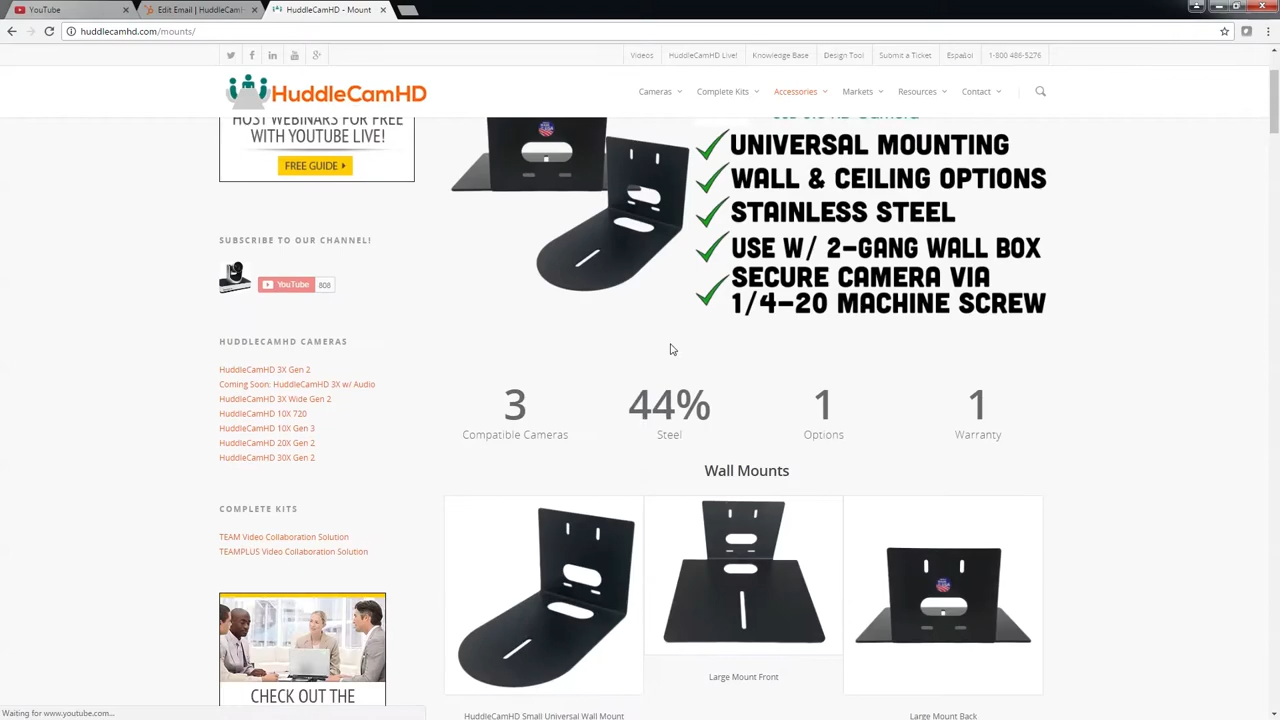 YouTube
Edit Email | HuddleCamH
HuddleCamHD - Mount
huddlecamhd.com/mounts/
Videos
HuddleCamHD Live!
Knowledge Base
Design Tool
Submit a Ticket
Español
1-800 486-5276
HuddleCamHD
Cameras
Complete Kits
Accessories
Markets
Resources
Contact
HOST WEBINARS FOR FREE
WITH YOUTUBE LIVE!
FREE GUIDE
UNIVERSAL MOUNTING
WALL & CEILING OPTIONS
STAINLESS STEEL
USE W/ 2-GANG WALL BOX
SECURE CAMERA VIA
1/4-20 MACHINE SCREW
SUBSCRIBE TO OUR CHANNEL!
YouTube 808
HUDDLECAMHD CAMERAS
HuddleCamHD 3X Gen 2
Coming Soon: HuddleCamHD 3X w/ Audio
HuddleCamHD 3X Wide Gen 2
HuddleCamHD 10X 720
HuddleCamHD 10X Gen 3
HuddleCamHD 20X Gen 2
HuddleCamHD 30X Gen 2
3
Compatible Cameras
44%
Steel
1
Options
1
Warranty
Wall Mounts
COMPLETE KITS
TEAM Video Collaboration Solution
TEAMPLUS Video Collaboration Solution
CHECK OUT THE
Large Mount Front
HuddleCamHD Small Universal Wall Mount
Large Mount Back
Waiting for www.youtube.com...